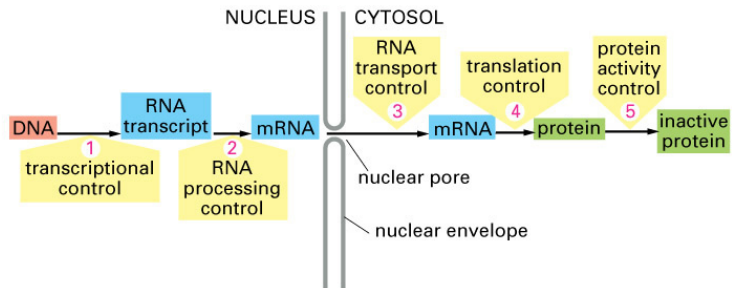 NUCLEUS
CYTOSOL
DNA
1
transcriptional
control
RNA
transcript
2
RNA
processing
control
mRNA
RNA
transport
control
3
nuclear pore
nuclear envelope
mRNA
translation
control
4
protein
protein
activity
control
5
inactive
protein